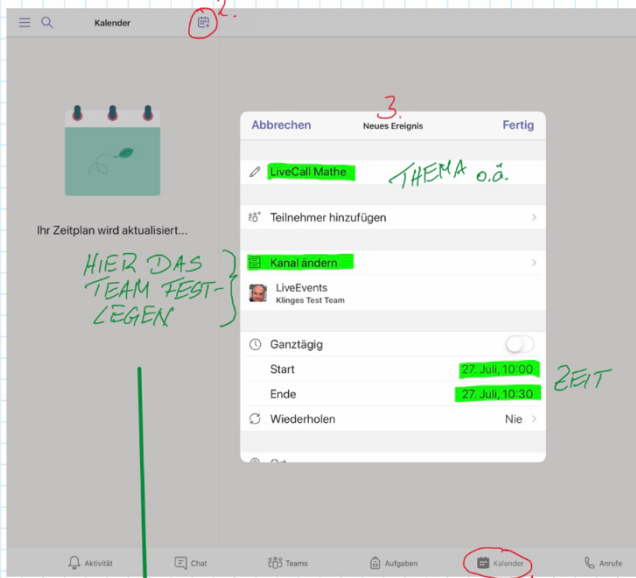 2.
Kalender
3.
Abbrechen Neues Ereignis Fertig
LiveCall Mathe THEMA o.ä.
Teilnehmer hinzufügen
Ihr Zeitplan wird aktualisiert...
HIER DAS
TEAM FEST-
LEGEN
Kanal ändern
LiveEvents
Klinges Test Team
Ganztägig
Start 27. Juli, 10:00
Ende 27. Juli, 10:30
ZEIT
Wiederholen Nie
Aktivität Chat Teams Aufgaben Kalender Anrufe